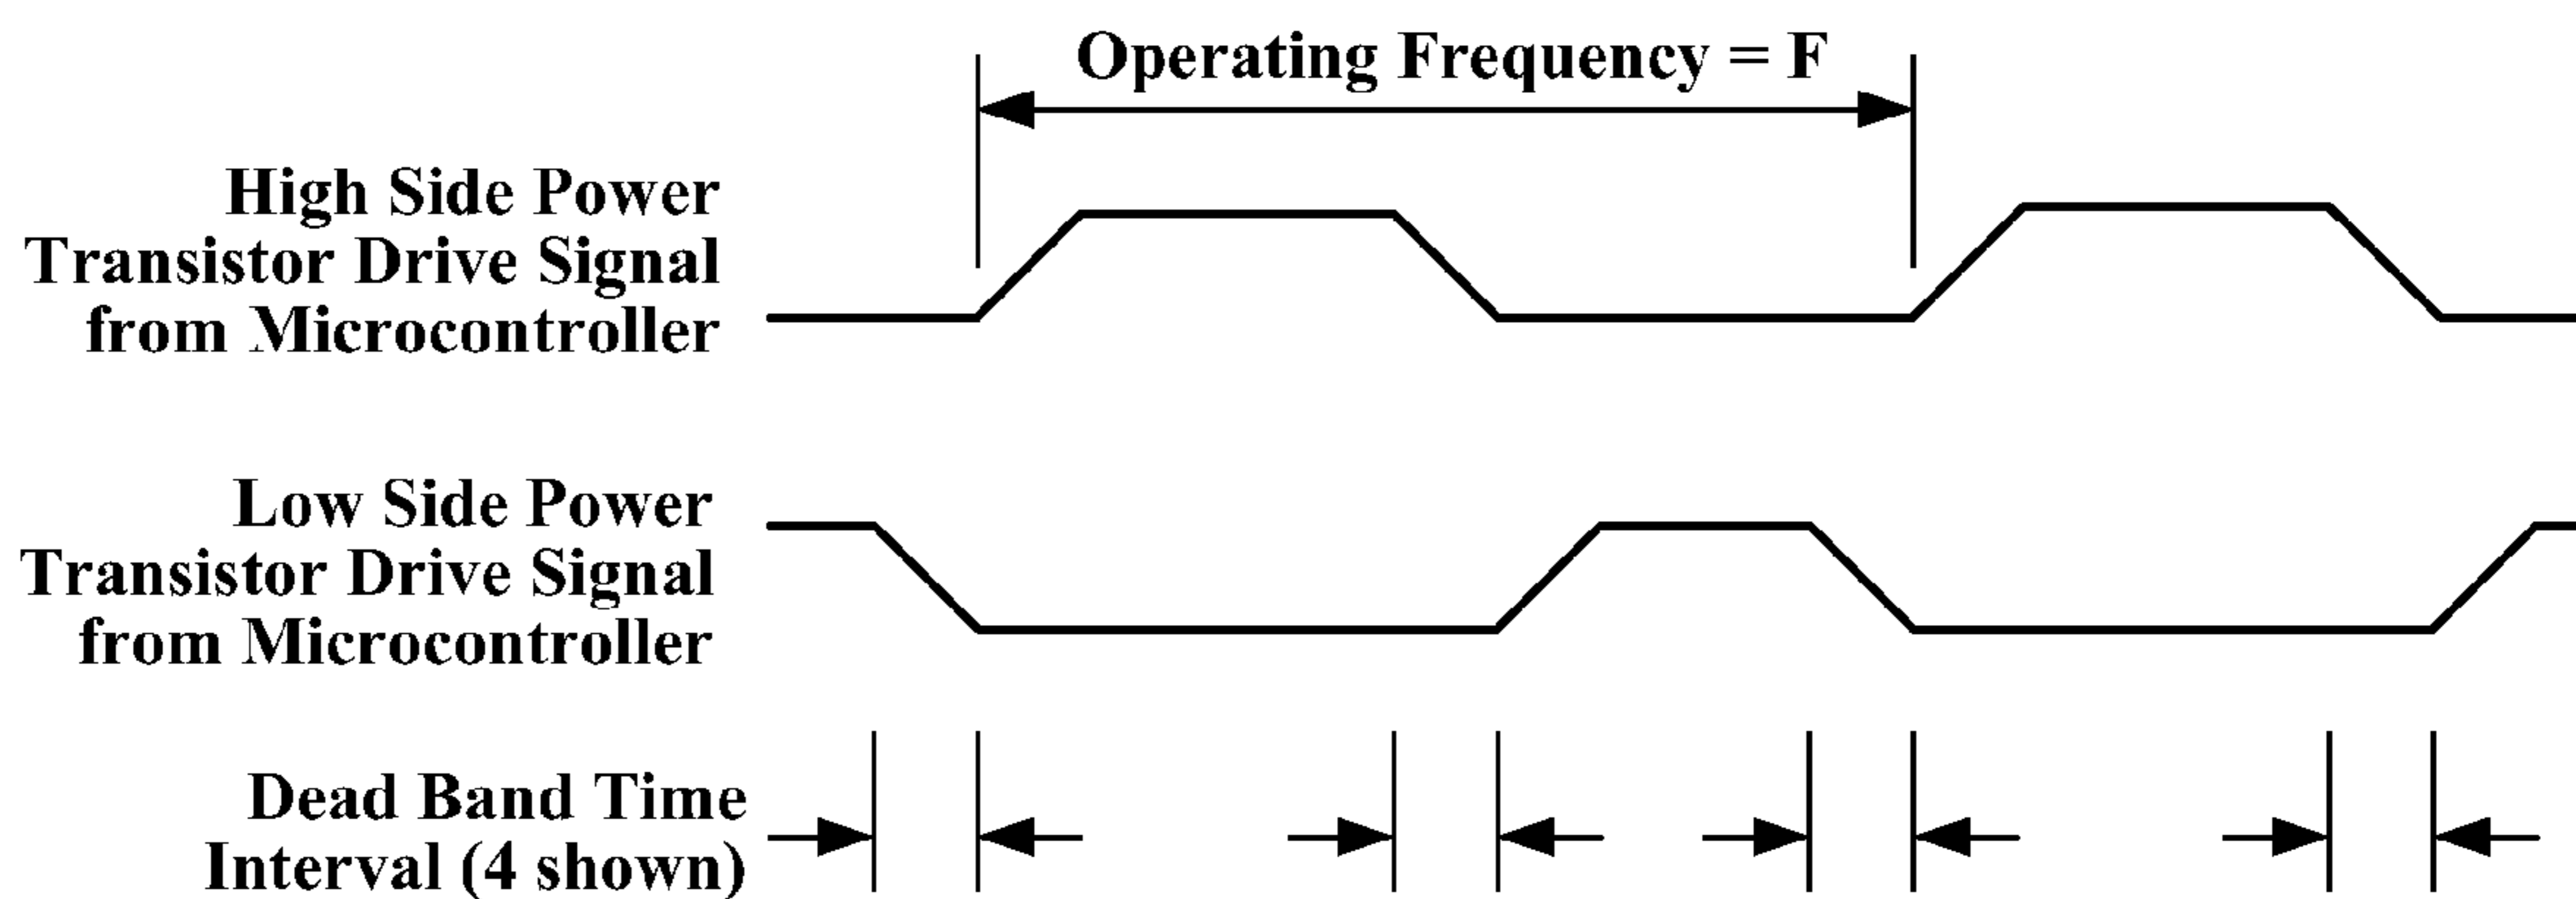 Operating Frequency = F
High Side Power
Transistor Drive Signal
from Microcontroller
Low Side Power
Transistor Drive Signal
from Microcontroller
Dead Band Time
Interval (4 shown)